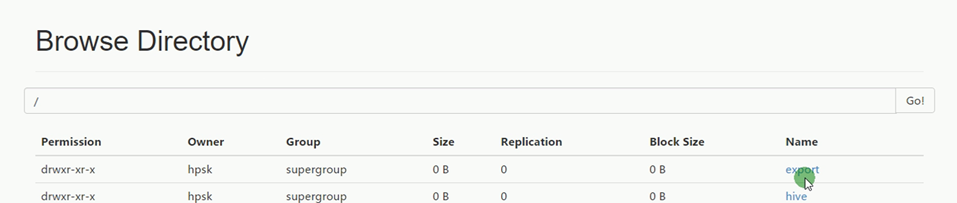 Browse Directory
/ Go!
Permission Owner Group Size Replication Block Size Name
drwxr-xr-x hpsk supergroup 0 B 0 0 B export
drwxr-xr-x hpsk supergroup 0 B 0 0 B hive